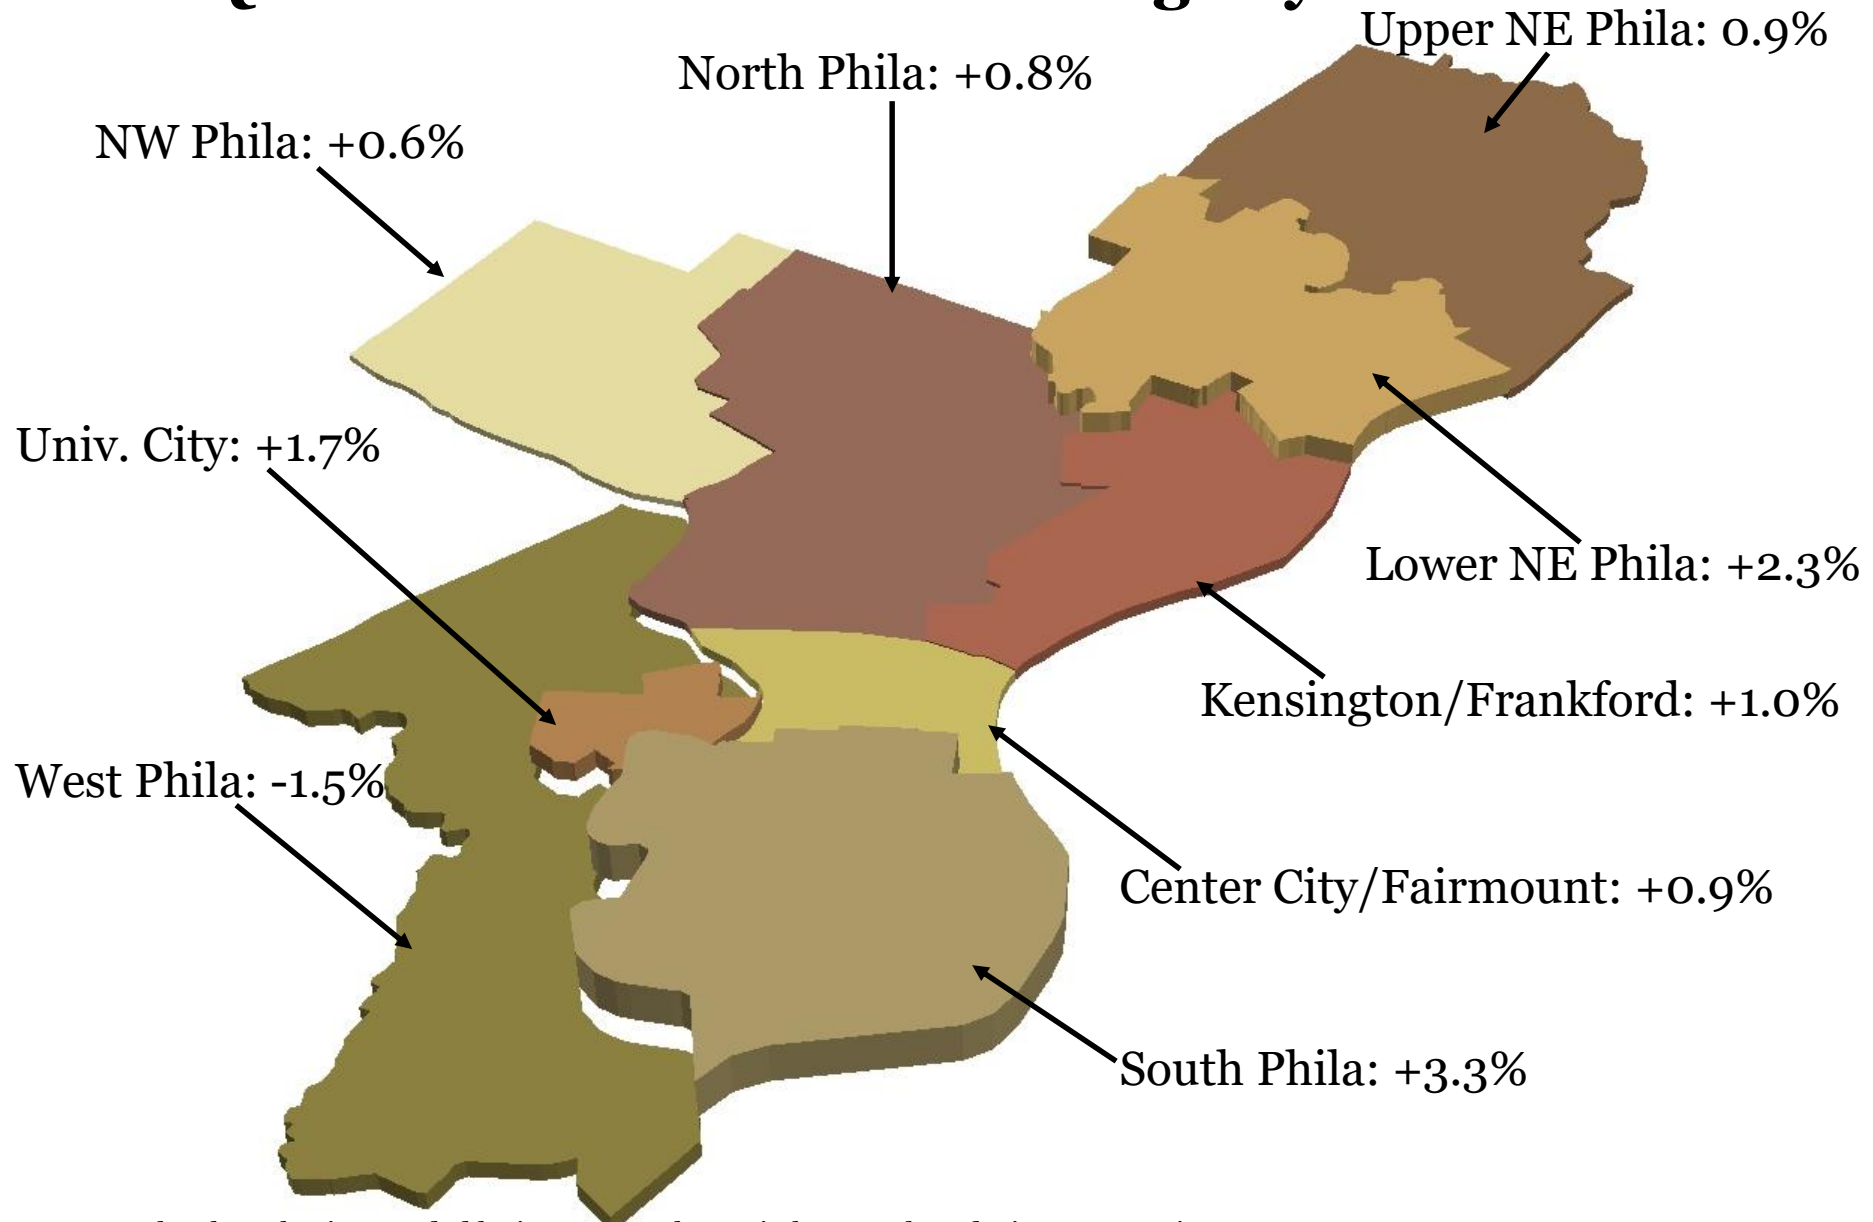 Upper NE Phila: 0.9%
North Phila: +0.8%
NW Phila: +0.6%
Univ. City: +1.7%
Lower NE Phila: +2.3%
Kensington/Frankford: +1.0%
West Phila: -1.5%
Center City/Fairmount: +0.9%
South Phila: +3.3%